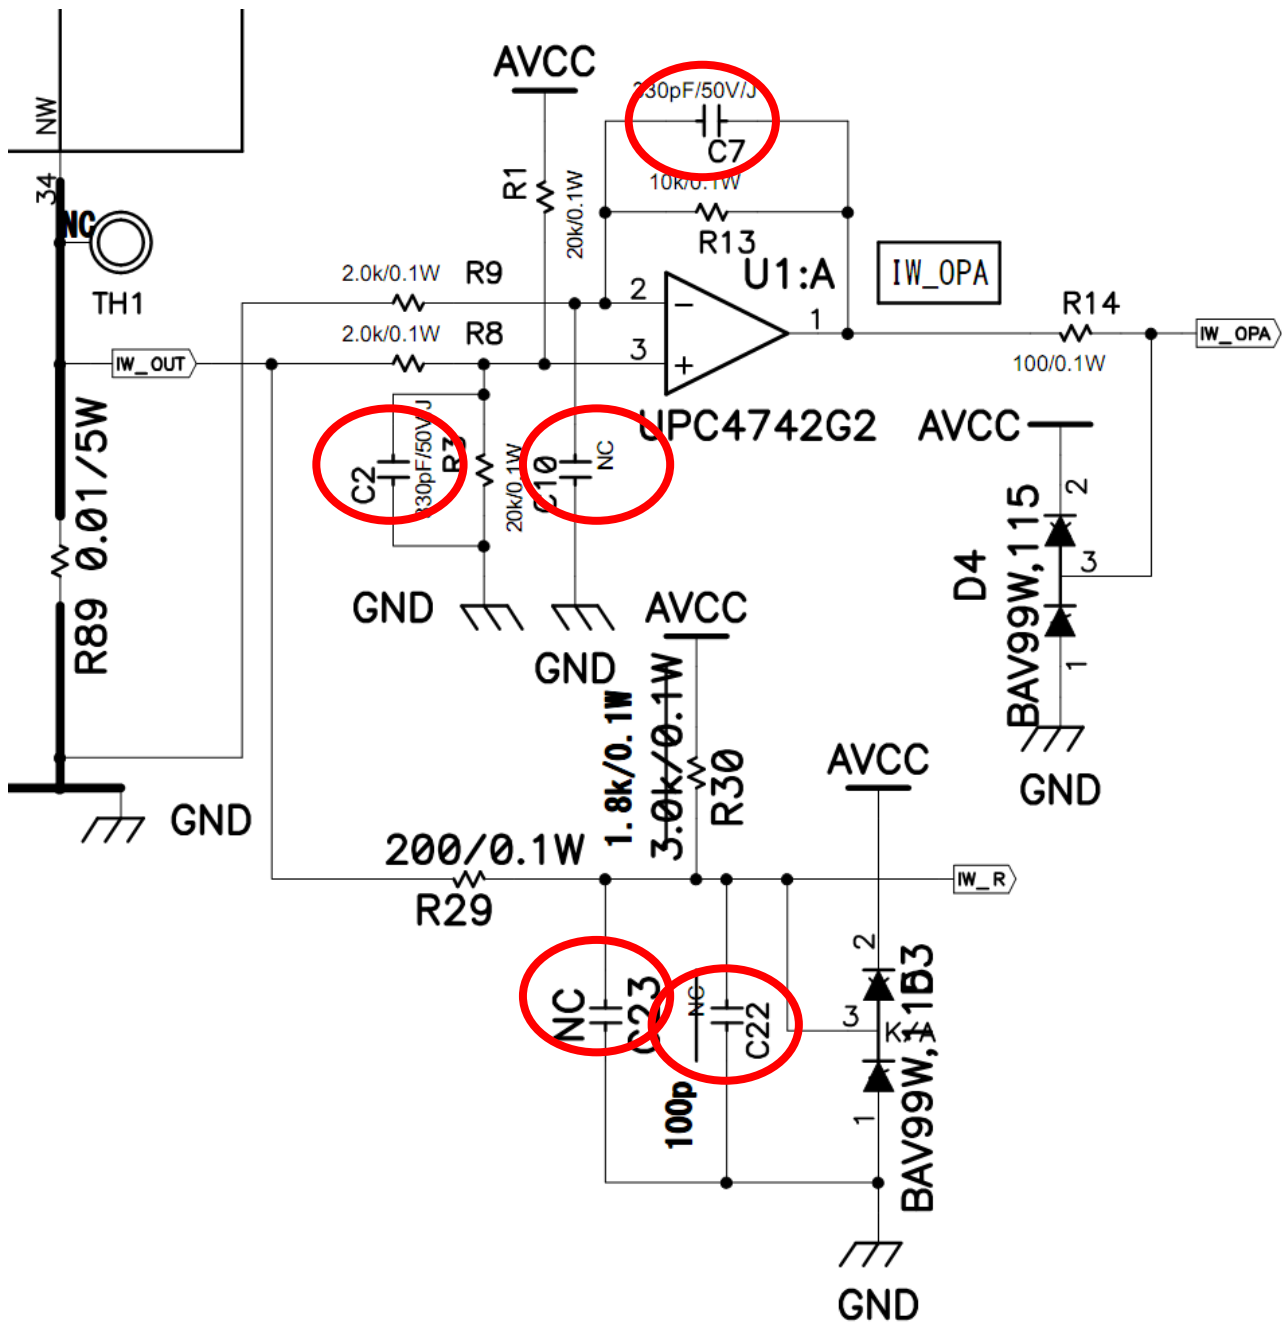 NW
34
NC
TH1
AVCC
330pF/50V/J
C7
10k/0.1W
R13
R1
20k/0.1W
2.0k/0.1W
R9
2.0k/0.1W
R8
IW_OUT
2
3
1
U1:A
UPC4742G2
IW_OPA
R14
100/0.1W
IW_OPA
R89 0.01/5W
C2
330pF/50V/J
R3
20k/0.1W
C10
NC
GND
GND
AVCC
2
3
1
D4
BAV99W,115
GND
AVCC
1.8k/0.1W
3.0k/0.1W
R30
GND
200/0.1W
R29
AVCC
IW_R
NC
C23
NC
C22
100p
2
3
1
K/A
D3
BAV99W,115
GND